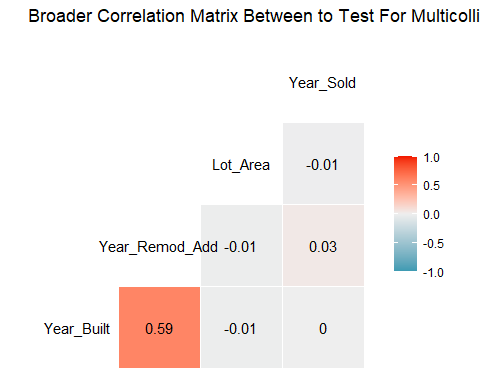 Broader Correlation Matrix Between to Test For Multicolli
Year_Sold
Lot_Area -0.01
Year_Remod_Add -0.01 0.03
Year_Built 0.59 -0.01 0
1.0
0.5
0.0
-0.5
-1.0